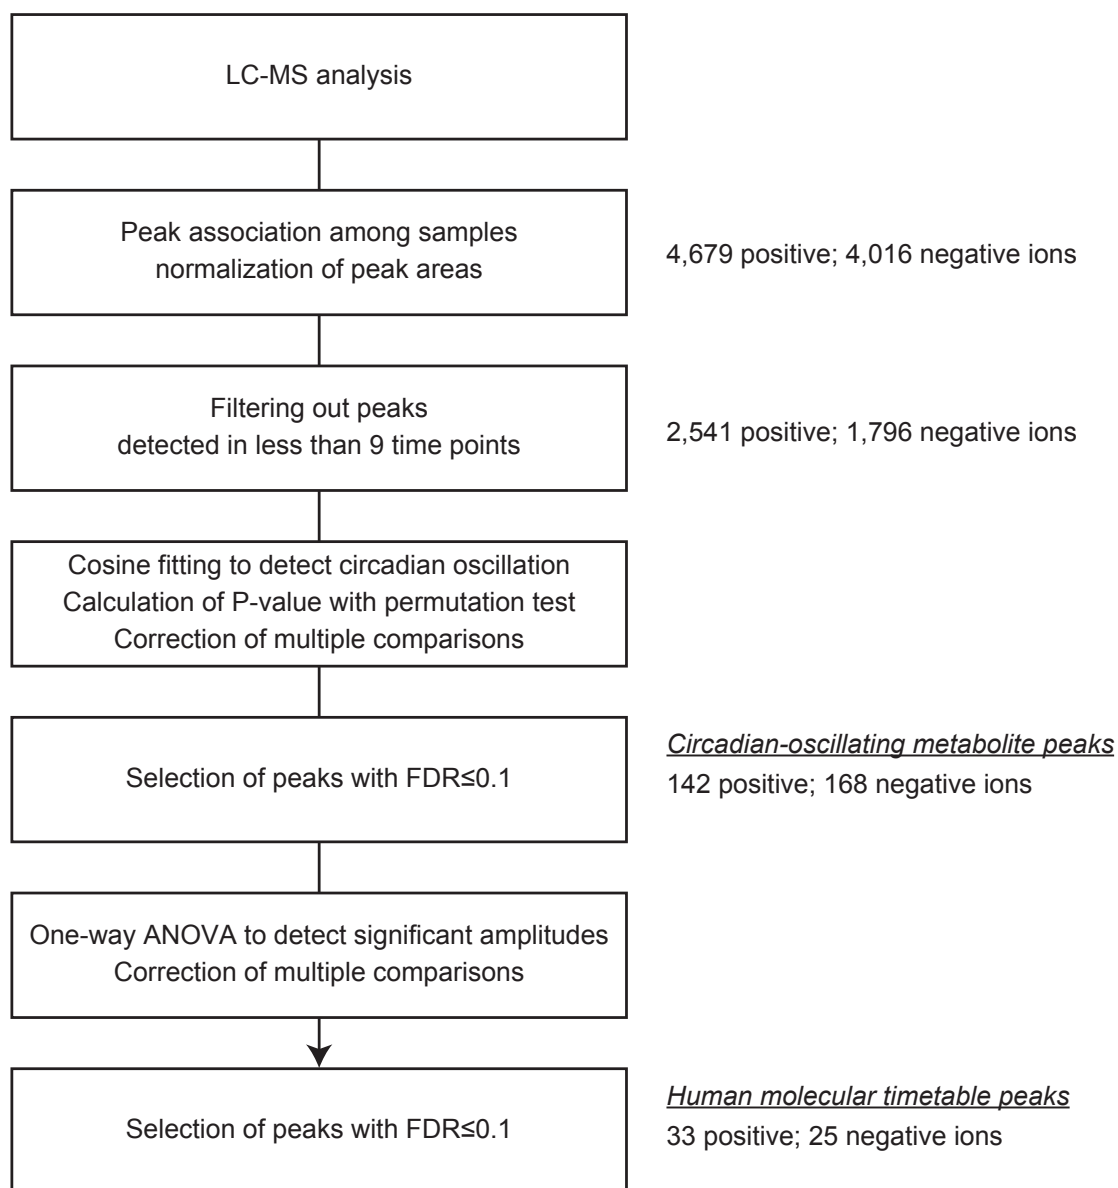 LC-MS analysis
Peak association among samples
normalization of peak areas
4,679 positive; 4,016 negative ions
Filtering out peaks
detected in less than 9 time points
2,541 positive; 1,796 negative ions
Cosine fitting to detect circadian oscillation
Calculation of P-value with permutation test
Correction of multiple comparisons
Selection of peaks with FDR≤0.1
Circadian-oscillating metabolite peaks
142 positive; 168 negative ions
One-way ANOVA to detect significant amplitudes
Correction of multiple comparisons
Selection of peaks with FDR≤0.1
Human molecular timetable peaks
33 positive; 25 negative ions